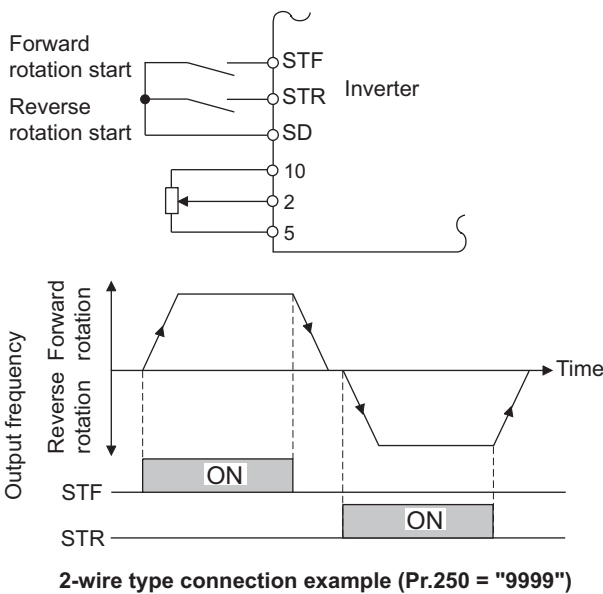 Forward
rotation start
Reverse
rotation start
STF
STR
SD
Inverter
10
2
5
Output frequency
Reverse rotation
Forward rotation
Time
ON
STF
ON
STR
2-wire type connection example (Pr.250 = "9999")